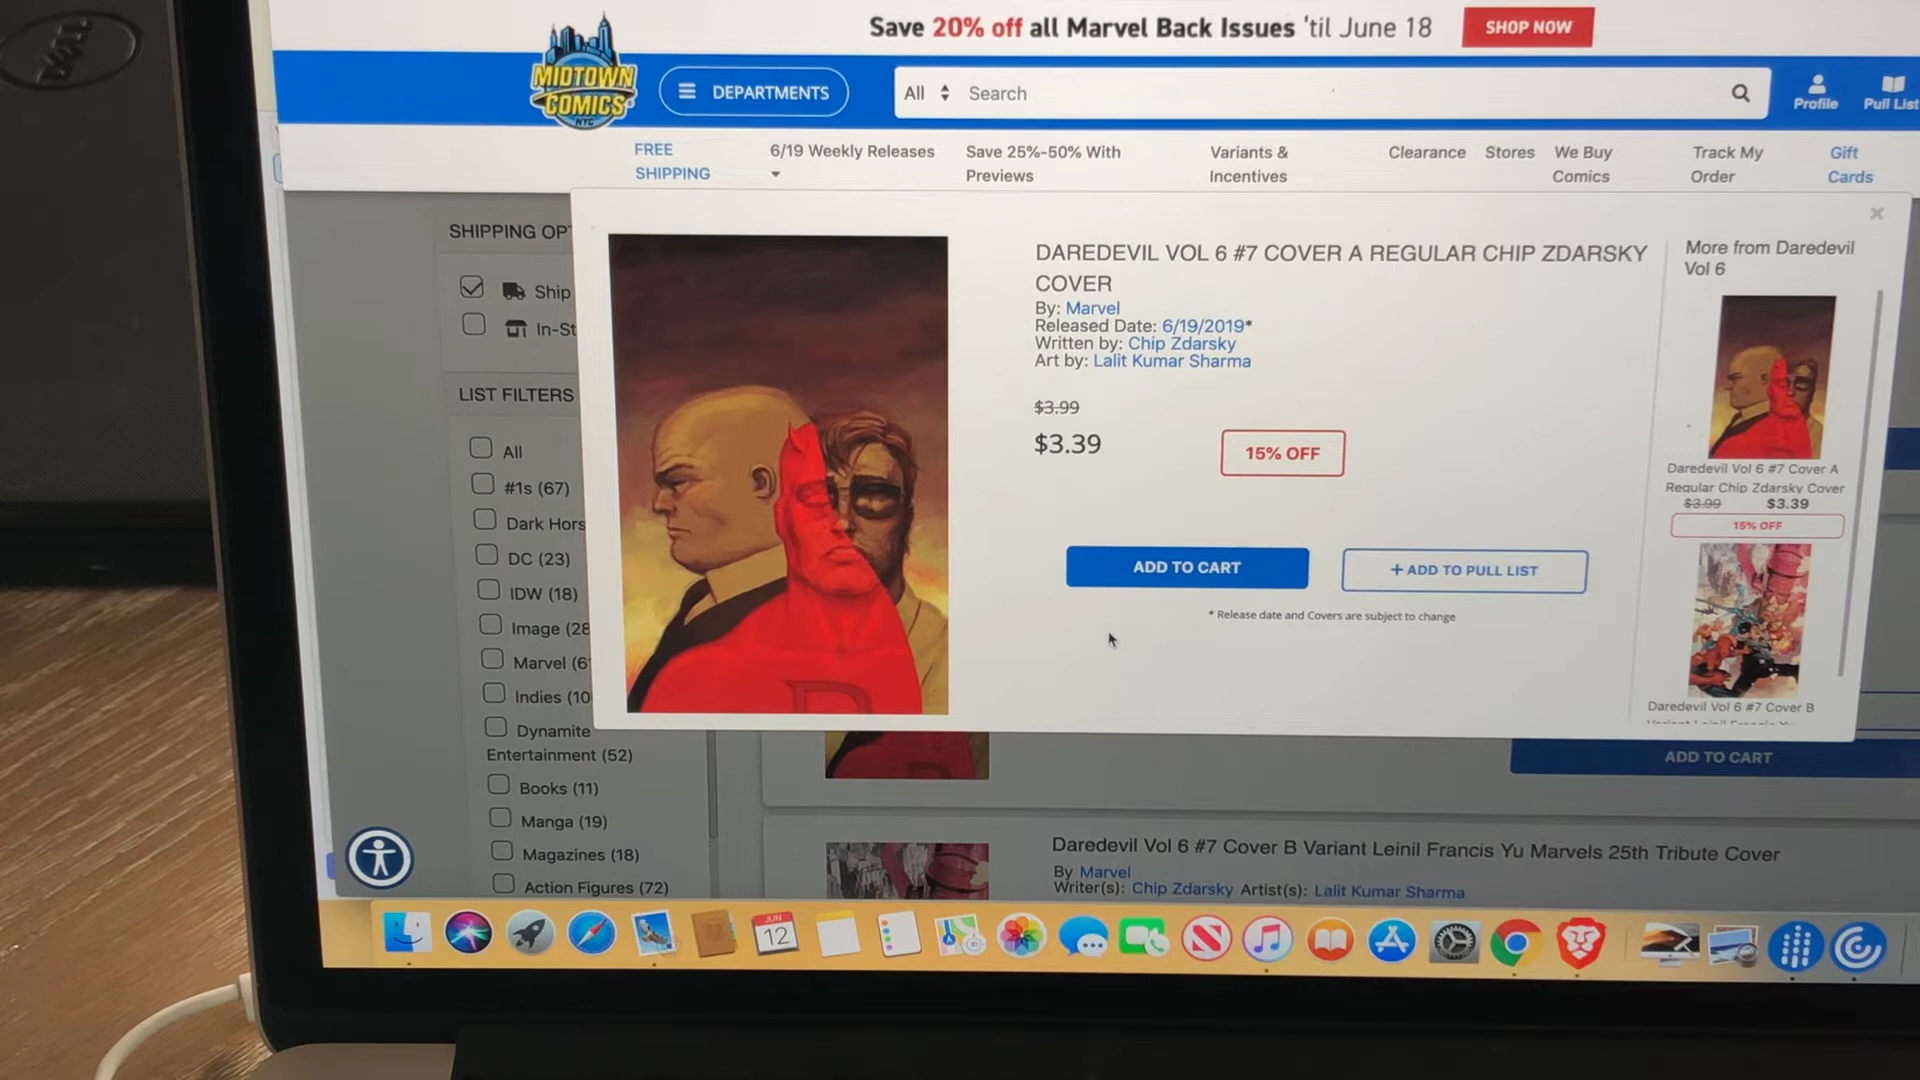 DELL
Save 20% off all Marvel Back Issues 'til June 18
SHOP NOW
MIDTOWN
COMICS
NYC
DEPARTMENTS
All
Search
Profile
Pull List
FREE
SHIPPING
6/19 Weekly Releases
Save 25%-50% With
Previews
Variants &
Incentives
Clearance
Stores
We Buy
Comics
Track My
Order
Gift
Cards
SHIPPING OP
Ship
In-St
LIST FILTERS
All
#1s (67)
Dark Hors
DC (23)
IDW (18)
Image (28
Marvel (6
Indies (10
Dynamite
Entertainment (52)
Books (11)
Manga (19)
Magazines (18)
Action Figures (72)
DAREDEVIL VOL 6 #7 COVER A REGULAR CHIP ZDARSKY
COVER
By: Marvel
Released Date: 6/19/2019*
Written by: Chip Zdarsky
Art by: Lalit Kumar Sharma
$3.99
$3.39
15% OFF
ADD TO CART
+ ADD TO PULL LIST
* Release date and Covers are subject to change
More from Daredevil
Vol 6
Daredevil Vol 6 #7 Cover A
Regular Chip Zdarsky Cover
$3.99 $3.39
15% OFF
Daredevil Vol 6 #7 Cover B
ADD TO CART
Daredevil Vol 6 #7 Cover B Variant Leinil Francis Yu Marvels 25th Tribute Cover
By Marvel
Writer(s): Chip Zdarsky Artist(s): Lalit Kumar Sharma
JUN
12